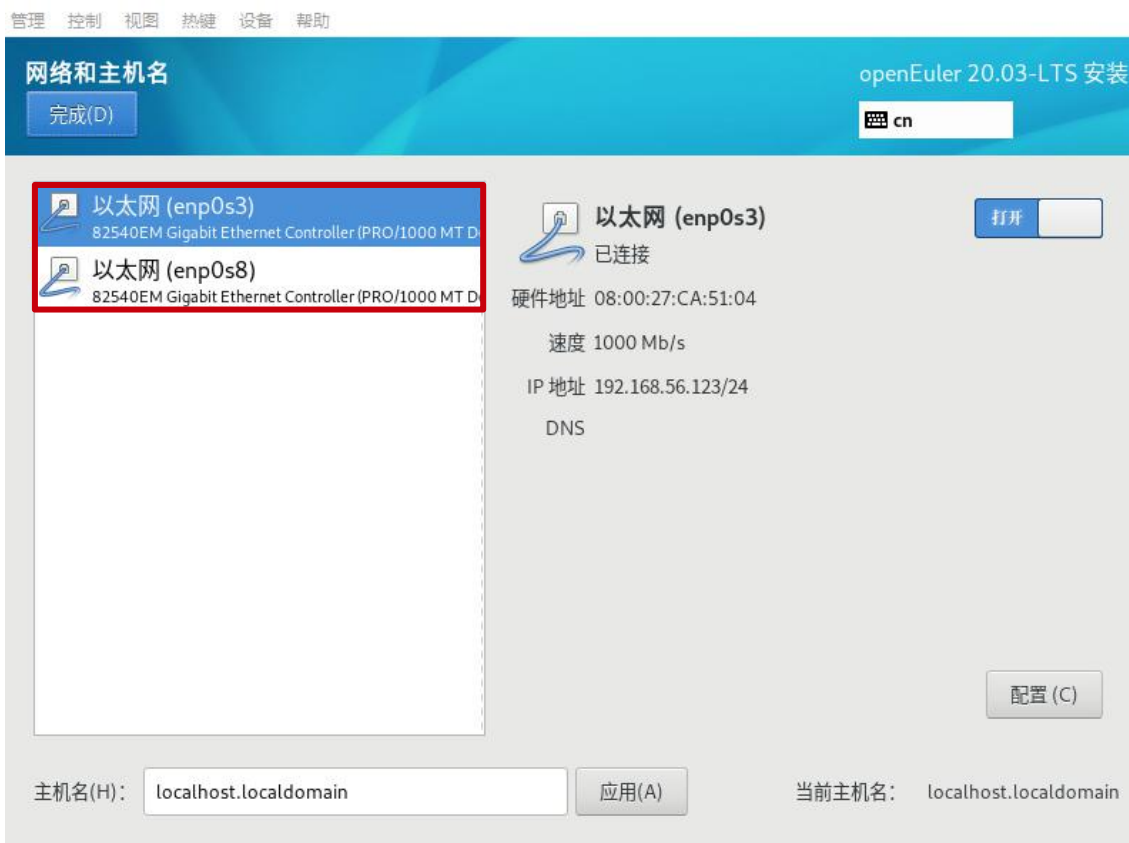 管理 控制 视图 热键 设备 帮助
网络和主机名
openEuler 20.03-LTS 安装
完成(D)
cn
以太网 (enp0s3)
82540EM Gigabit Ethernet Controller (PRO/1000 MT D
以太网 (enp0s8)
82540EM Gigabit Ethernet Controller (PRO/1000 MT D
以太网 (enp0s3)
已连接
打开
硬件地址 08:00:27:CA:51:04
速度 1000 Mb/s
IP 地址 192.168.56.123/24
DNS
配置 (C)
主机名(H): localhost.localdomain
应用(A)
当前主机名: localhost.localdomain